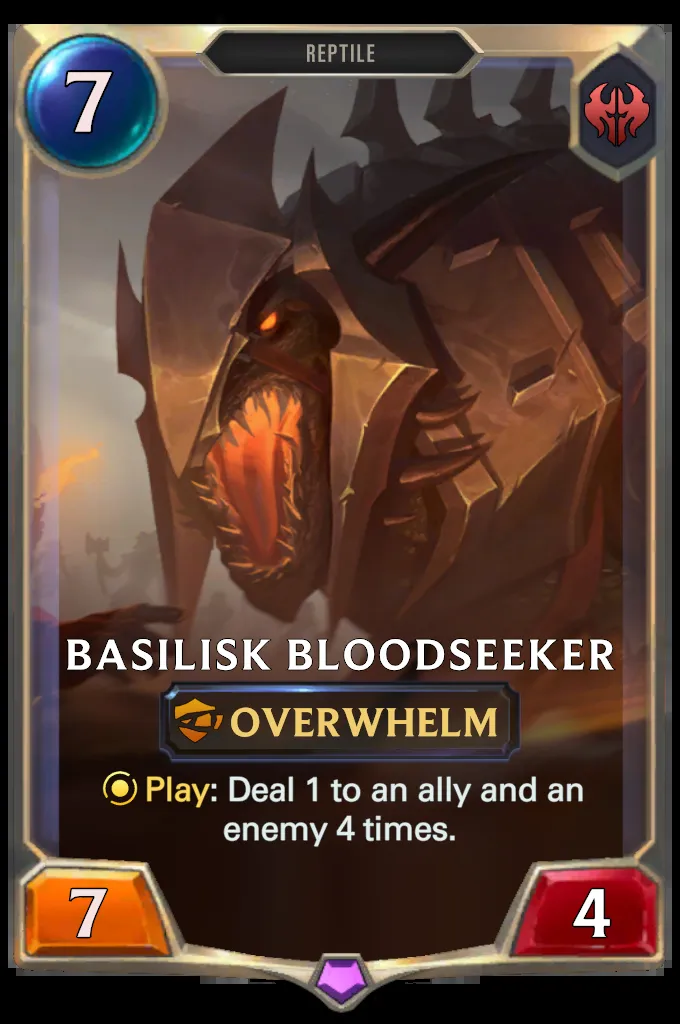 REPTILE
7
BASILISK BLOODSEEKER
OVERWHELM
Play: Deal 1 to an ally and an
enemy 4 times.
7
4